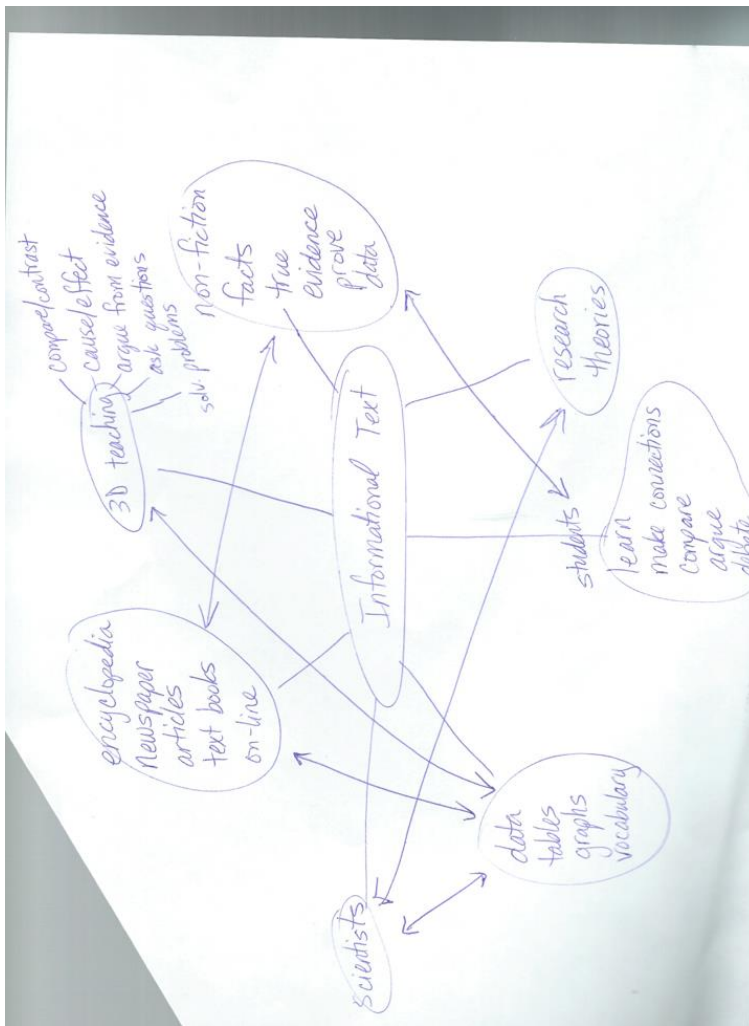 encyclopedia
newspaper
articles
text books
on-line
3D teaching
compare/contrast
cause/effect
argue from evidence
ask questions
solv. problems
non-fiction
facts
true
evidence
prove
data
Scientists
Informational Text
data
tables
graphs
vocabulary
students
learn
make connections
compare
argue
debate
research
theories